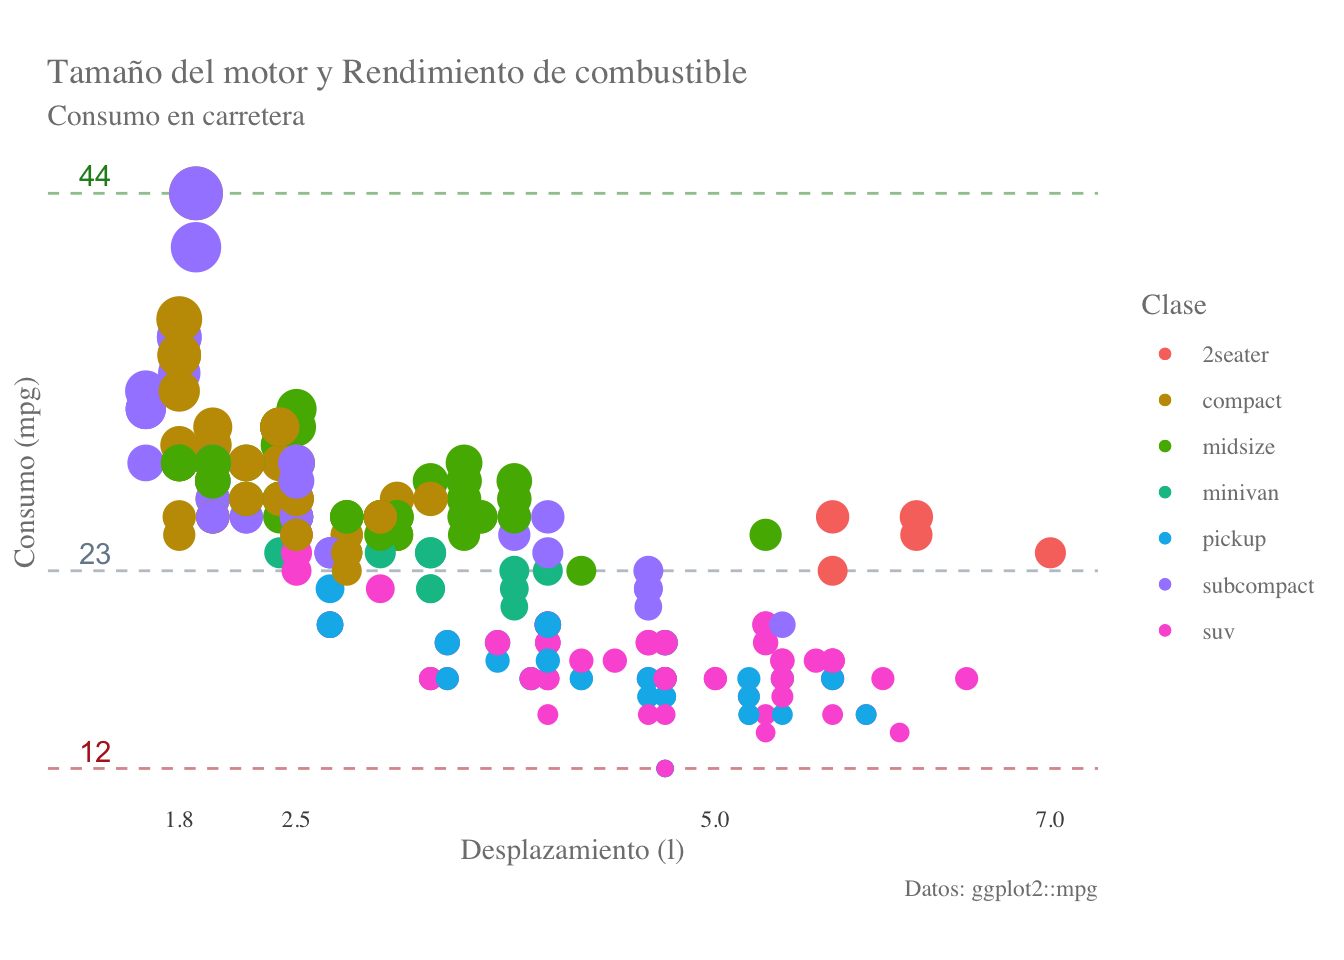 Tamaño del motor y Rendimiento de combustible
Consumo en carretera
44
23
12
Consumo (mpg)
1.8
2.5
5.0
7.0
Desplazamiento (l)
Clase
2seater
compact
midsize
minivan
pickup
subcompact
suv
Datos: ggplot2::mpg